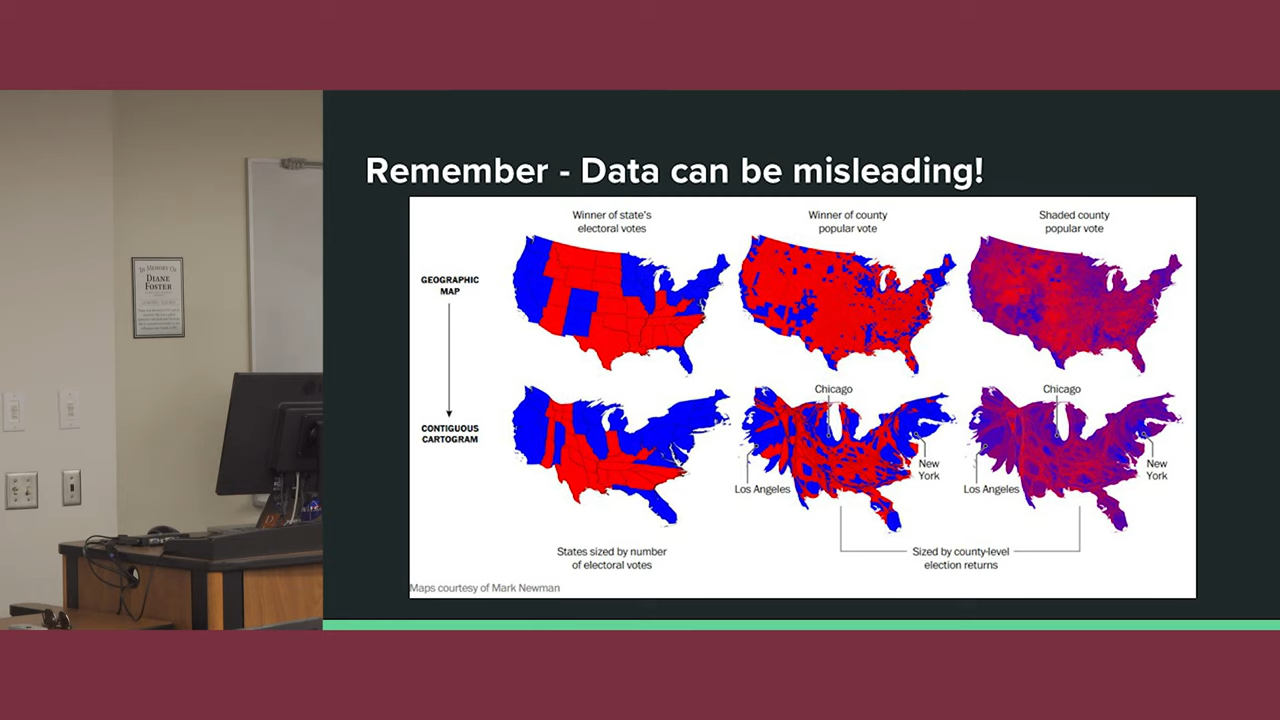 Remember - Data can be misleading!
Winner of state's
electoral votes
Winner of county
popular vote
Shaded county
popular vote
GEOGRAPHIC
MAP
CONTIGUOUS
CARTOGRAM
Chicago
Chicago
New
York
New
York
Los Angeles
Los Angeles
States sized by number
of electoral votes
Sized by county-level
election returns
Maps courtesy of Mark Newman
In Memory Of
Diane
Foster